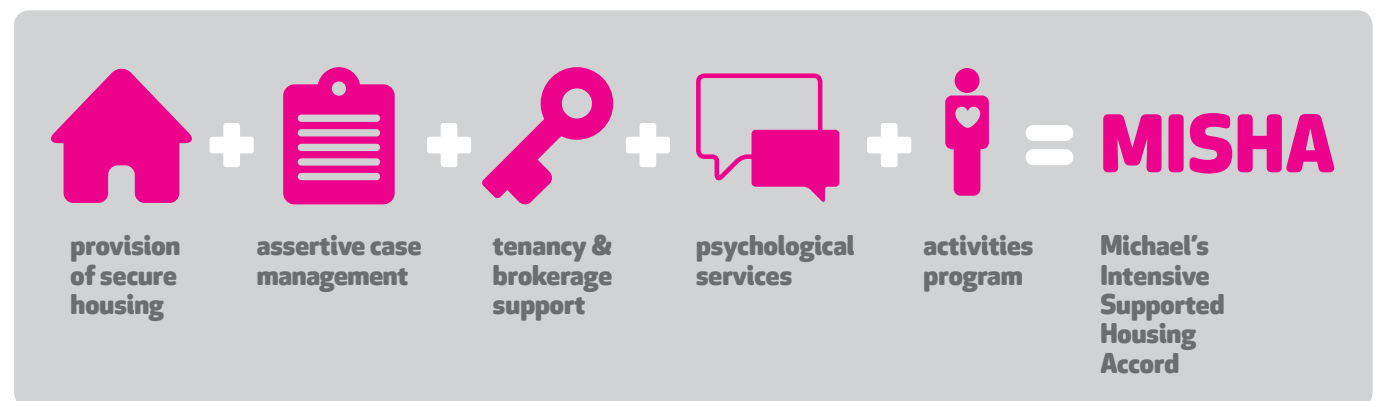 MISHA
provision
of secure
housing
assertive case
management
tenancy &
brokerage
support
psychological
services
activities
program
Michael's
Intensive
Supported
Housing
Accord